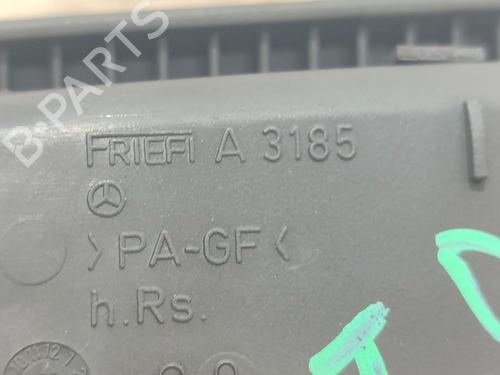 B-PARTS
FRIEFI A 3185
>PA-GF<
h.Rs.